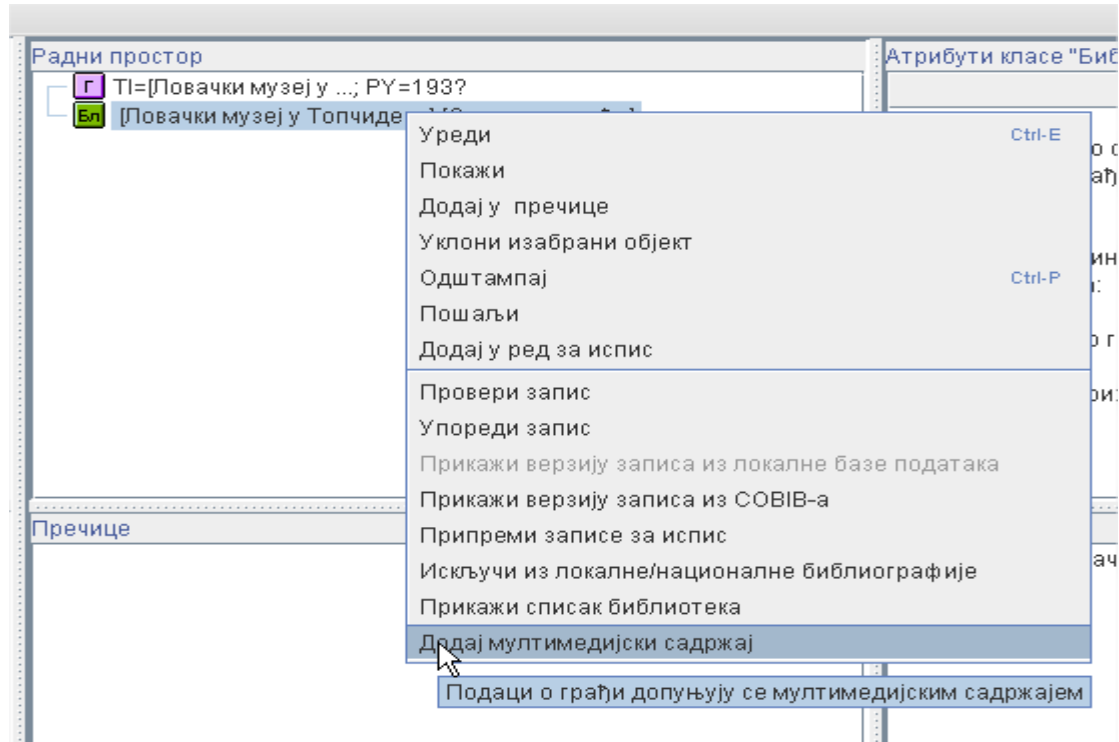 Радни простор
Атрибути класе "Биб
Г TI=[Ловачки музеј у ...; PY=193?
Бл [Ловачки музеј у Топчиде
Уреди Ctrl-E
Покажи
Додај у пречице
Уклони изабрани објект
Одштампај Ctrl-P
Пошаљи
Додај у ред за испис
Провери запис
Упореди запис
Прикажи верзију записа из локалне базе података
Прикажи верзију записа из COBIB-а
Припреми записе за испис
Искључи из локалне/националне библиографије
Прикажи списак библиотека
Додај мултимедијски садржај
Подаци о грађи допуњују се мултимедијским садржајем
Пречице